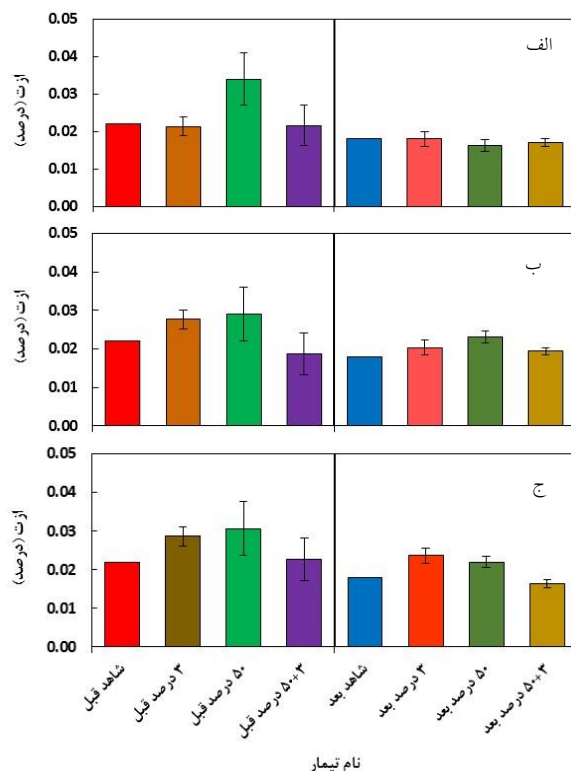 الف
0.05
0.04
0.03
0.02
0.01
0.00
ازت (درصد)
ب
0.05
0.04
0.03
0.02
0.01
0.00
ازت (درصد)
ج
0.05
0.04
0.03
0.02
0.01
0.00
ازت (درصد)
شاهد قبل
۳ درصد قبل
۵۰ درصد قبل
۵۰+۳ درصد قبل
شاهد بعد
۳ درصد بعد
۵۰ درصد بعد
۵۰+۳ درصد بعد
نام تیمار